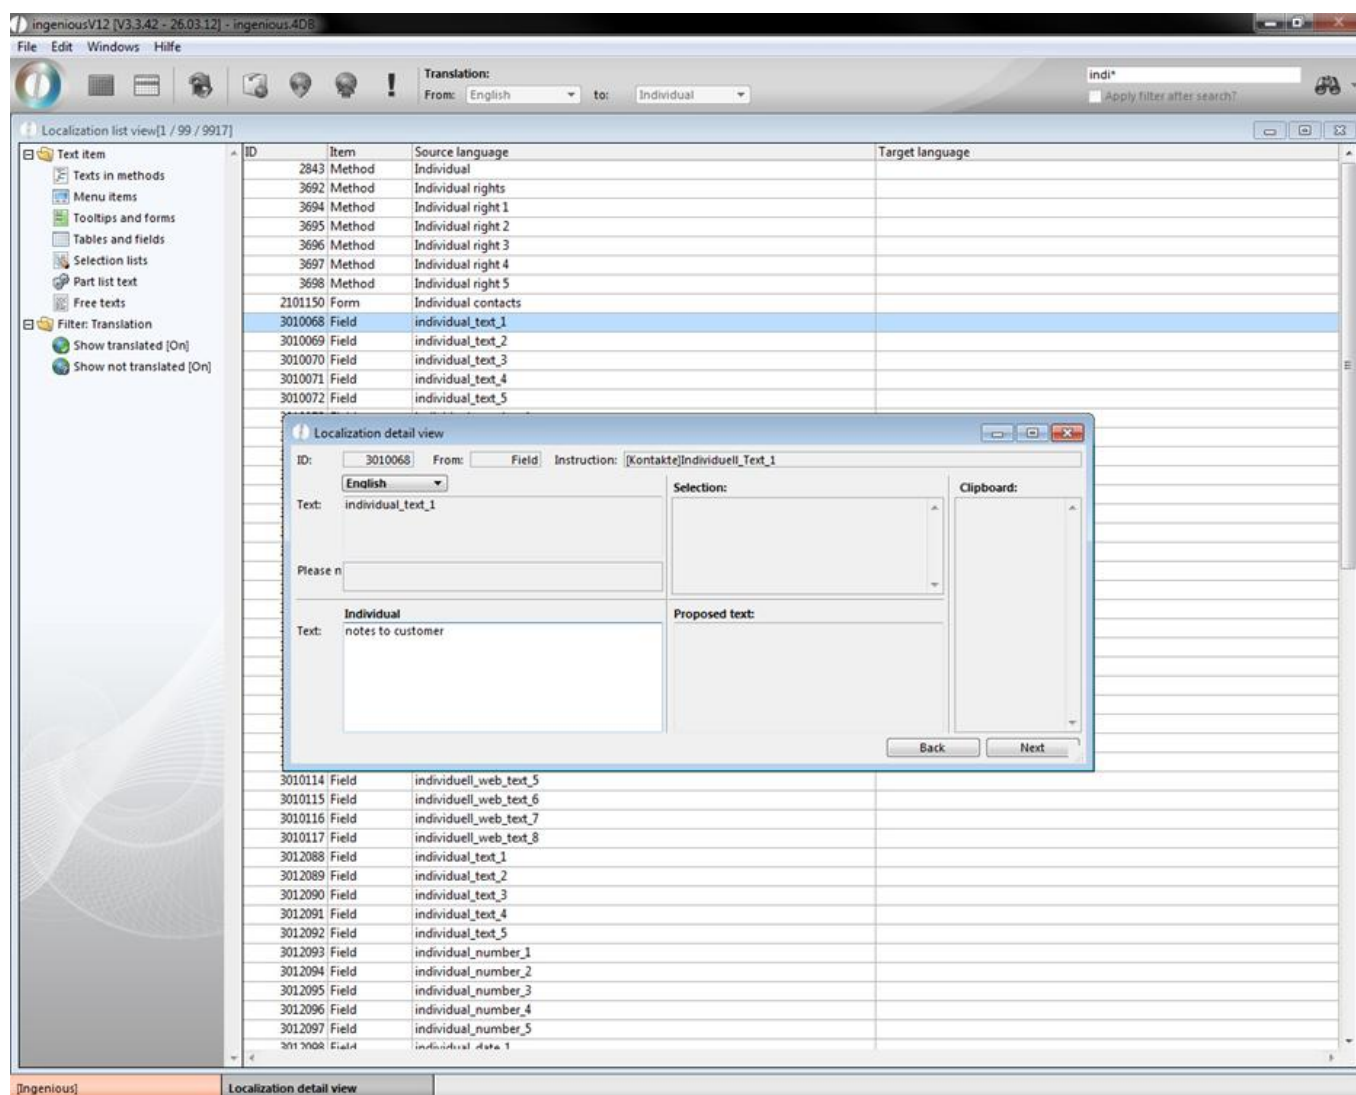 ingeniousV12 [V3.3.42 - 26.03.12] - ingenious.4DB
File Edit Windows Hilfe
Translation:
From: English to: Individual
indi*
Apply filter after search?
Localization list view[1 / 99 / 9917]
Text item
Texts in methods
Menu items
Tooltips and forms
Tables and fields
Selection lists
Part list text
Free texts
Filter: Translation
Show translated [On]
Show not translated [On]
ID Item Source language Target language
2843 Method Individual
3692 Method Individual rights
3694 Method Individual right 1
3695 Method Individual right 2
3696 Method Individual right 3
3697 Method Individual right 4
3698 Method Individual right 5
2101150 Form Individual contacts
3010068 Field individual_text_1
3010069 Field individual_text_2
3010070 Field individual_text_3
3010071 Field individual_text_4
3010072 Field individual_text_5
Localization detail view
ID: 3010068 From: Field Instruction: [Kontakte]Individuell_Text_1
English
Selection:
Clipboard:
Text: individual_text_1
Please n
Individual
Proposed text:
Text: notes to customer
Back Next
3010114 Field individuell_web_text_5
3010115 Field individuell_web_text_6
3010116 Field individuell_web_text_7
3010117 Field individuell_web_text_8
3012088 Field individual_text_1
3012089 Field individual_text_2
3012090 Field individual_text_3
3012091 Field individual_text_4
3012092 Field individual_text_5
3012093 Field individual_number_1
3012094 Field individual_number_2
3012095 Field individual_number_3
3012096 Field individual_number_4
3012097 Field individual_number_5
3012098 Field individual_date_1
[Ingenious]
Localization detail view